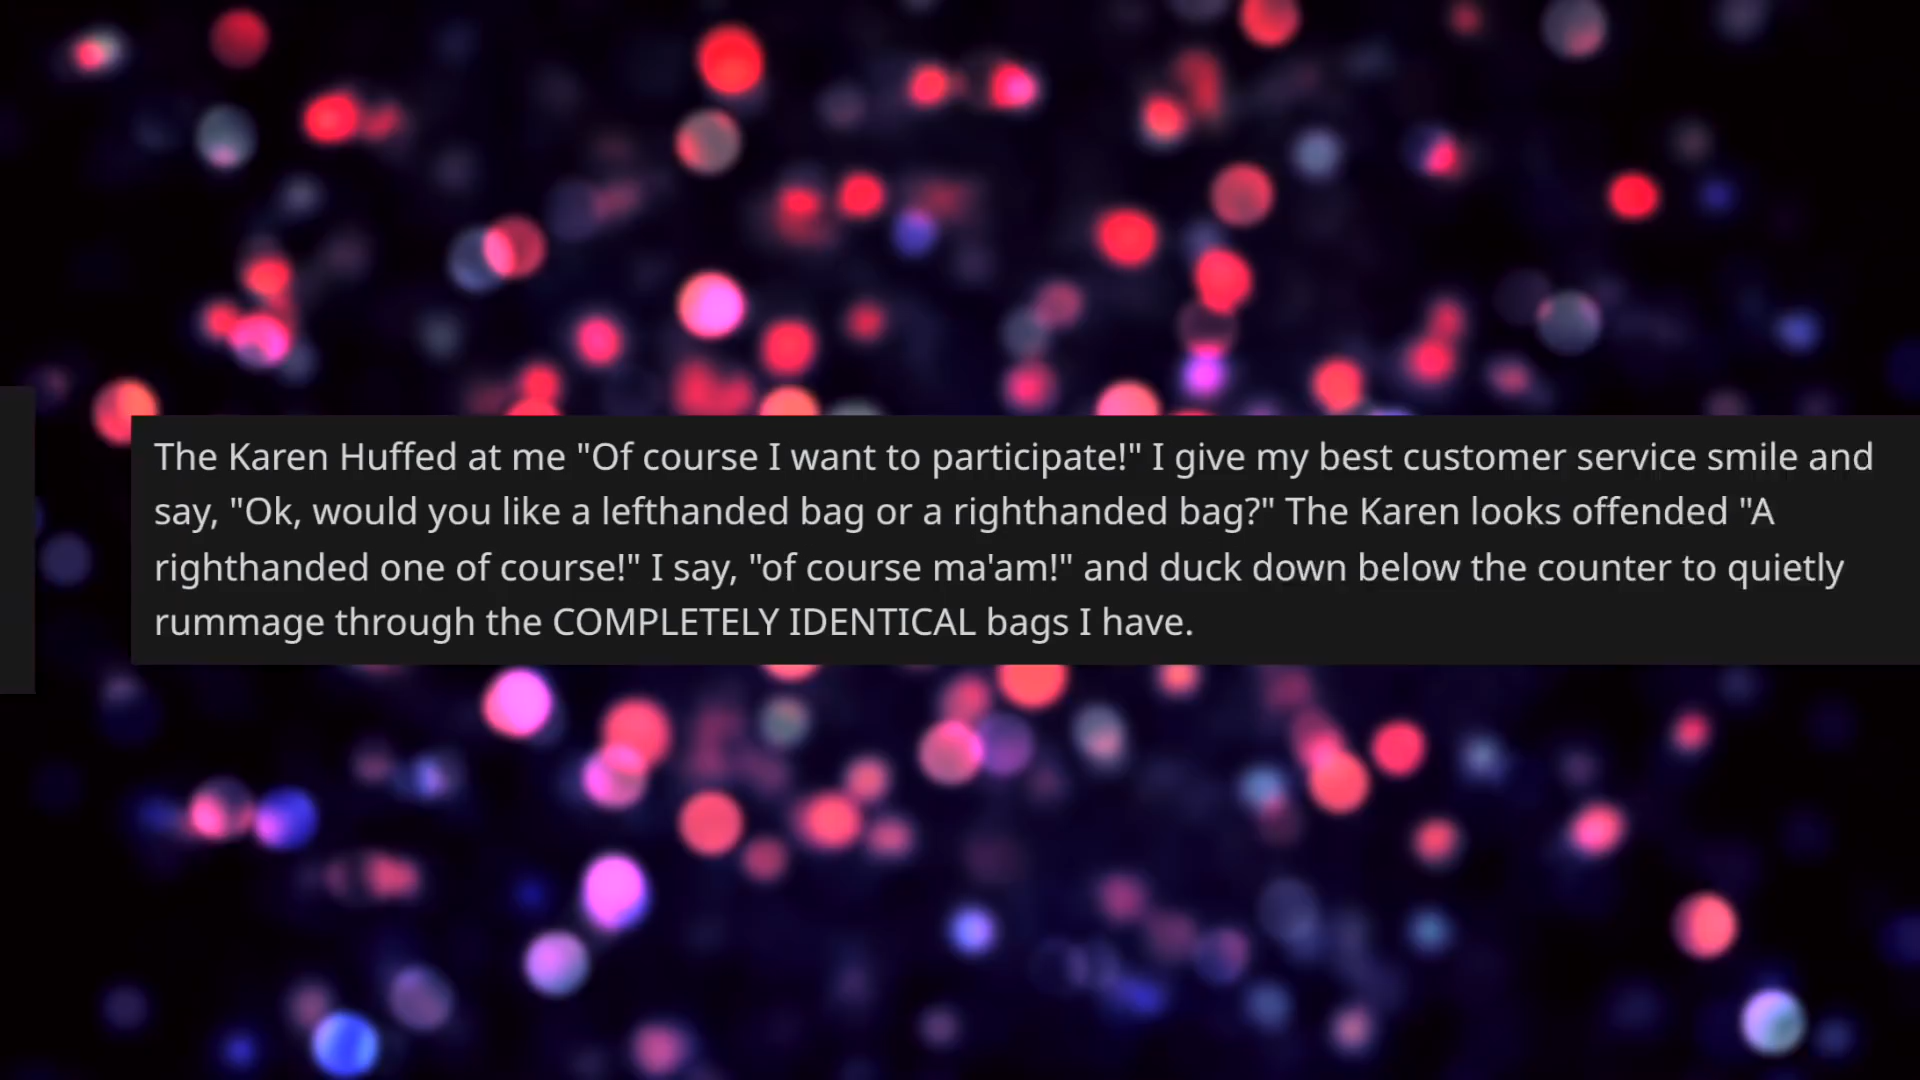 The Karen Huffed at me "Of course I want to participate!" I give my best customer service smile and
say, "Ok, would you like a lefthanded bag or a righthanded bag?" The Karen looks offended "A
righthanded one of course!" I say, "of course ma'am!" and duck down below the counter to quietly
rummage through the COMPLETELY IDENTICAL bags I have.